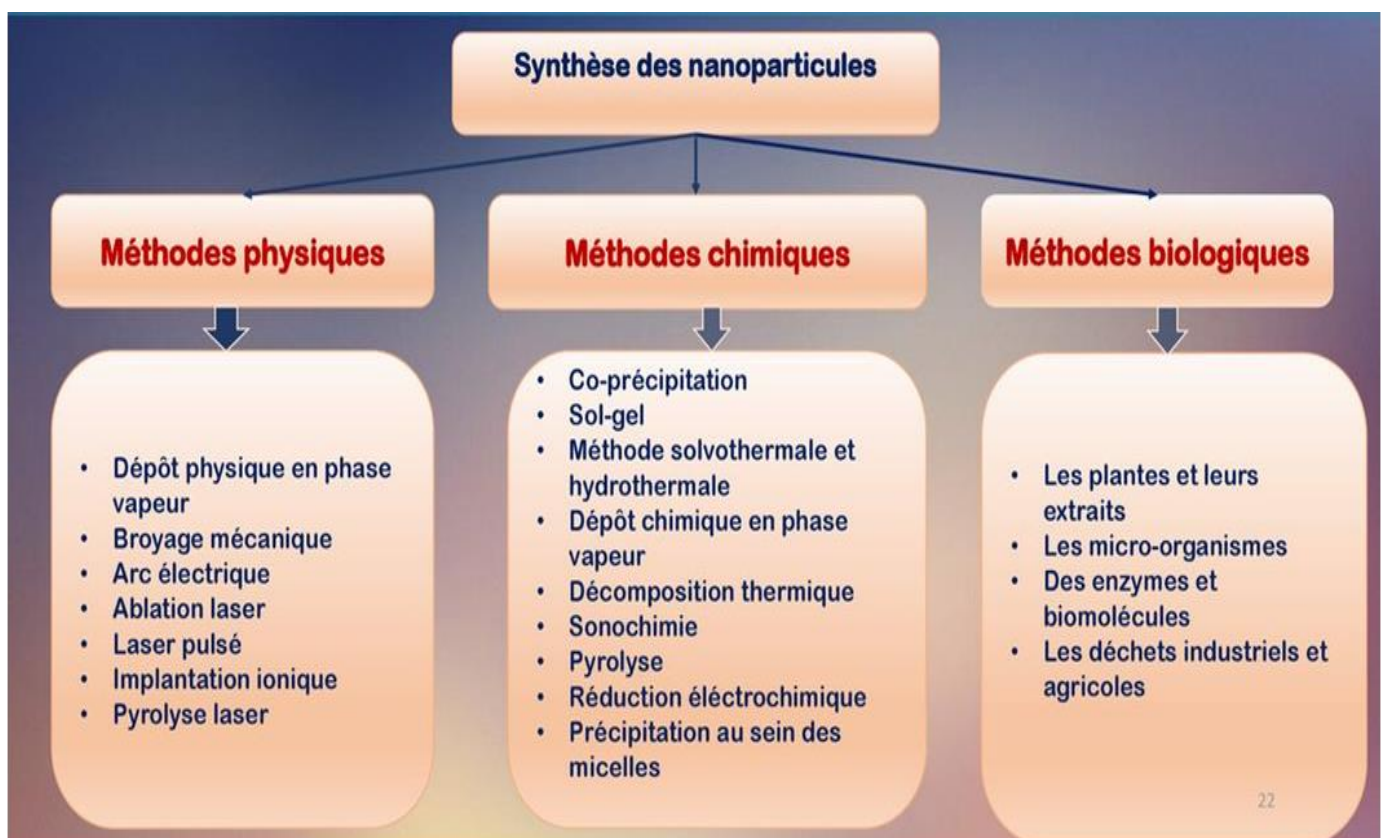 Synthèse des nanoparticules
Méthodes physiques
Méthodes chimiques
Méthodes biologiques
• Dépôt physique en phase
vapeur
• Broyage mécanique
• Arc électrique
• Ablation laser
• Laser pulsé
• Implantation ionique
• Pyrolyse laser
• Co-précipitation
• Sol-gel
• Méthode solvothermale et
hydrothermale
• Dépôt chimique en phase
vapeur
• Décomposition thermique
• Sonochimie
• Pyrolyse
• Réduction éléctrochimique
• Précipitation au sein des
micelles
• Les plantes et leurs
extraits
• Les micro-organismes
• Des enzymes et
biomolécules
• Les déchets industriels et
agricoles
22